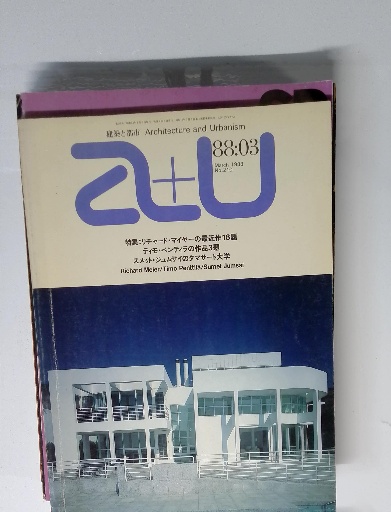 建築と都市 Architecture and Urbanism
a+u
88:03
March 1988
特集:リチャード・マイヤーの最近作18題
ティモ・ペンティラの作品3題
スメット・ジュムサイのタマサート大学
Richard Meier/Timo Penttilä/Sumet Jumsai